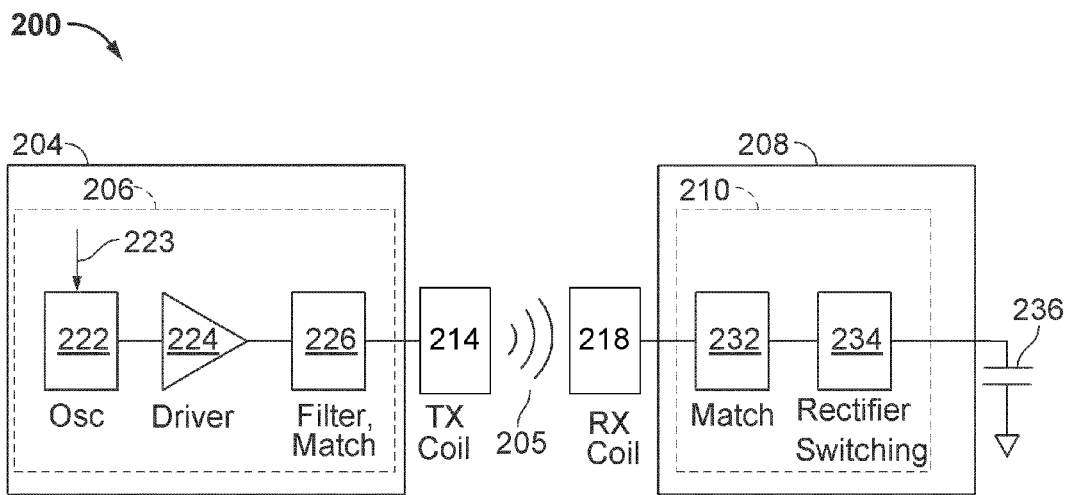 200
204
208
206
210
223
236
222
224
226
214
218
232
234
Osc
Driver
Filter,
Match
TX
Coil
205
RX
Coil
Match
Rectifier
Switching